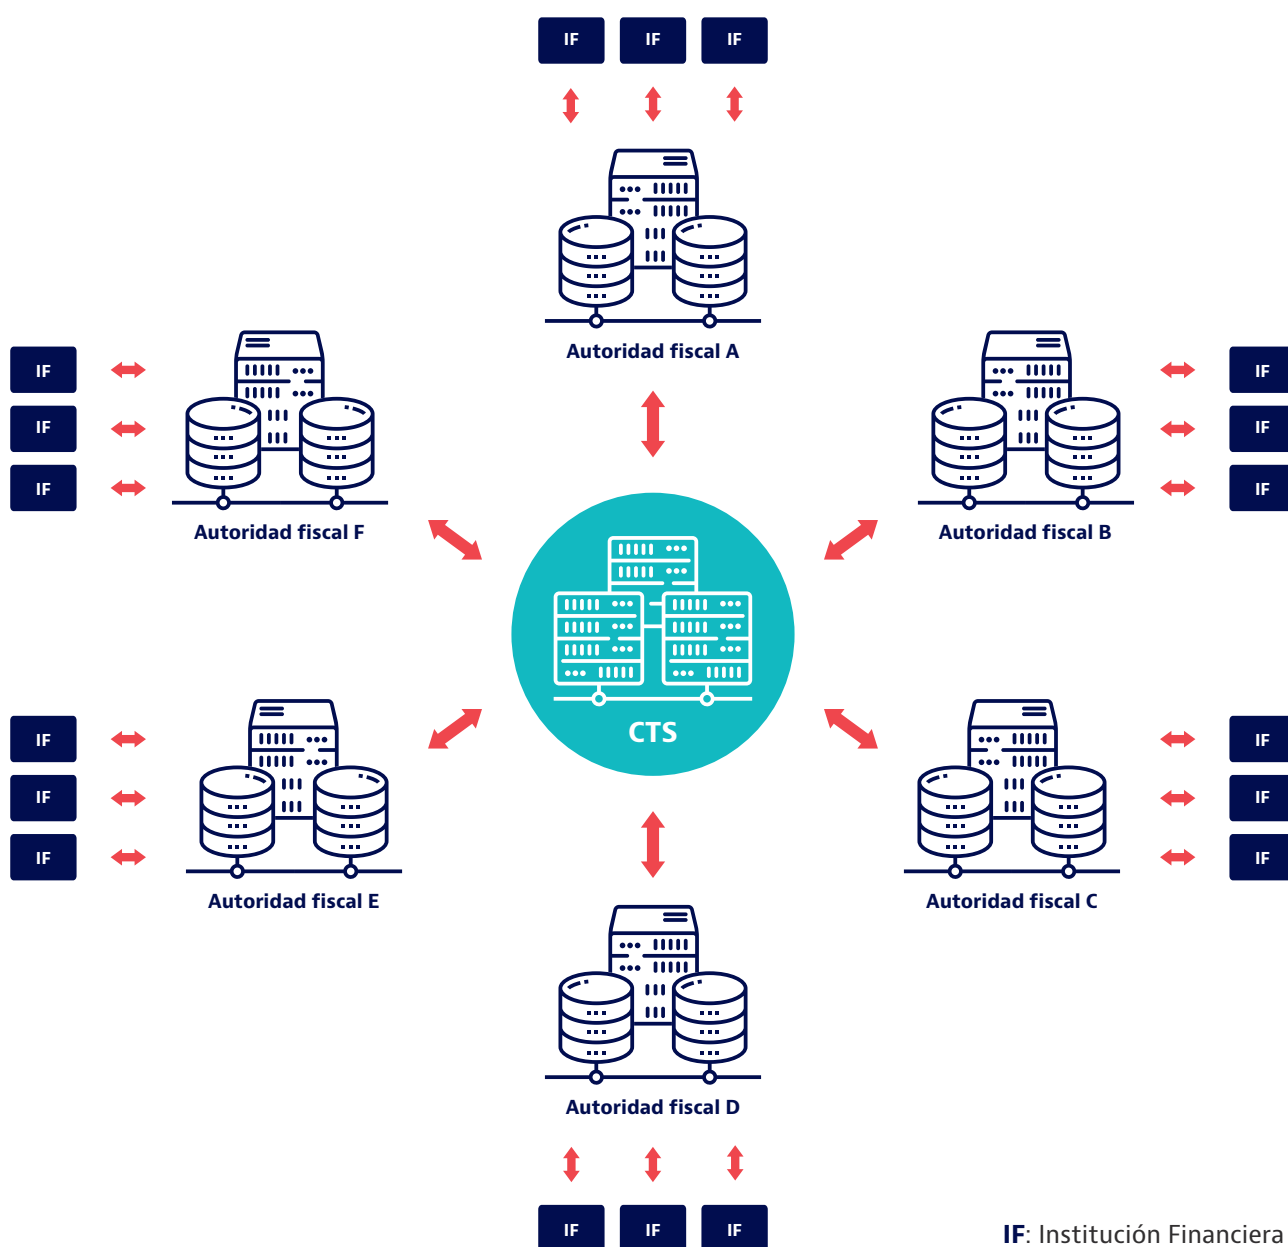 IF IF IF
Autoridad fiscal A
IF
IF
IF
Autoridad fiscal F
IF
IF
IF
Autoridad fiscal B
CTS
IF
IF
IF
Autoridad fiscal E
IF
IF
IF
Autoridad fiscal C
Autoridad fiscal D
IF IF IF
IF: Institución Financiera